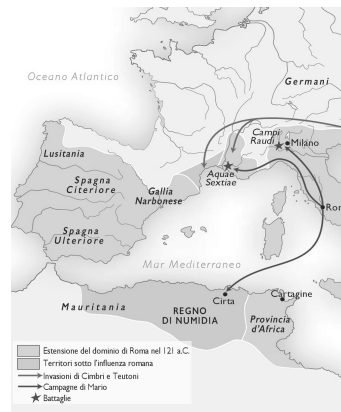 Oceano Atlantico
Germani
Campi
Raudi
Milano
Lusitania
Aquae
Sextiae
Spagna
Citeriore
Gallia
Narbonese
Rom
Spagna
Ulteriore
Mar Mediterraneo
Cirta
Cartagine
Mauritania
REGNO
DI NUMIDIA
Provincia
d'Africa
Estensione del dominio di Roma nel 121 a.C.
Territori sotto l'influenza romana
Invasioni di Cimbri e Teutoni
Campagne di Mario
Battaglie